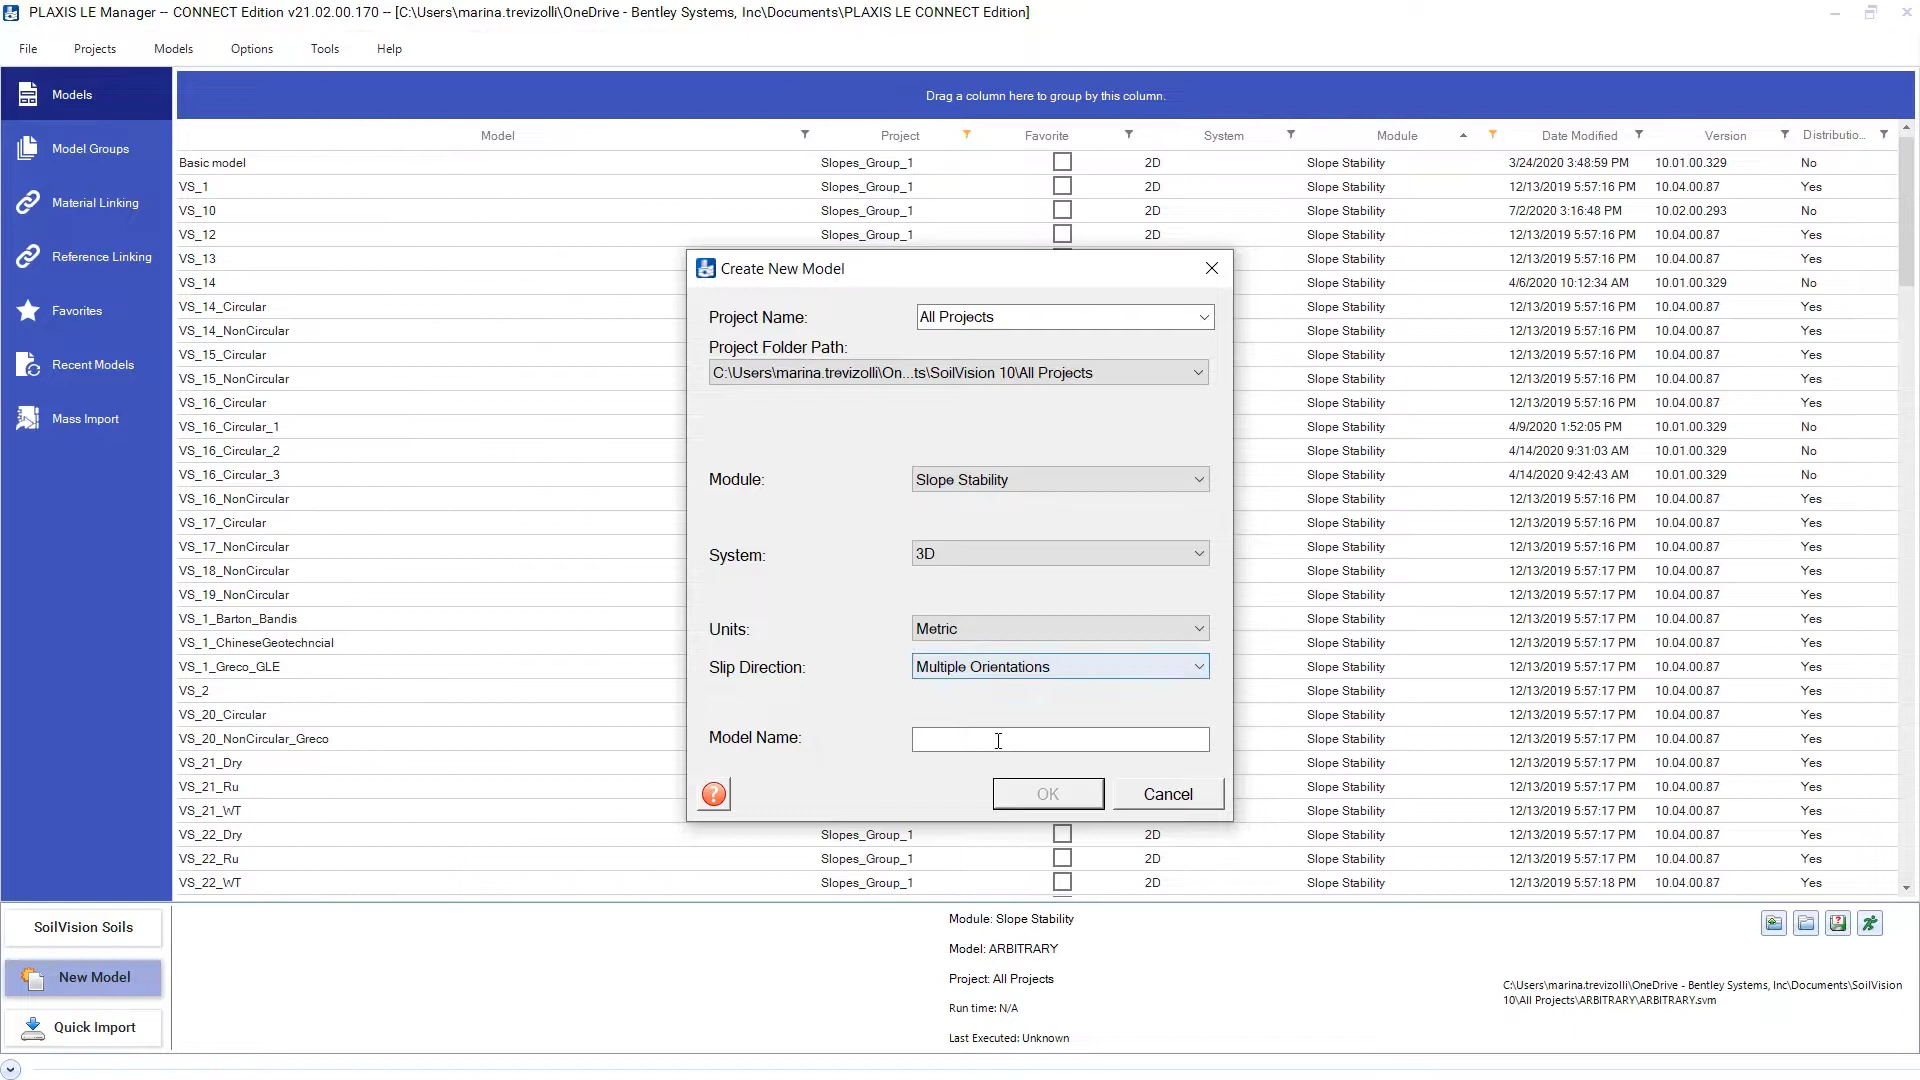 PLAXIS LE Manager -- CONNECT Edition v21.02.00.170 -- [C:\Users\marina.trevizolli\OneDrive - Bentley Systems, Inc\Documents\PLAXIS LE CONNECT Edition]
File Projects Models Options Tools Help
Models
Model Groups
Material Linking
Reference Linking
Favorites
Recent Models
Mass Import
Drag a column here to group by this column.
Model Project Favorite System Module Date Modified Version Distributio...
Basic model Slopes_Group_1 2D Slope Stability 3/24/2020 3:48:59 PM 10.01.00.329 No
VS_1 Slopes_Group_1 2D Slope Stability 12/13/2019 5:57:16 PM 10.04.00.87 Yes
VS_10 Slopes_Group_1 2D Slope Stability 7/2/2020 3:16:48 PM 10.02.00.293 No
VS_12 Slopes_Group_1 2D Slope Stability 12/13/2019 5:57:16 PM 10.04.00.87 Yes
VS_13 Slope Stability 12/13/2019 5:57:16 PM 10.04.00.87 Yes
VS_14 Slope Stability 4/6/2020 10:12:34 AM 10.01.00.329 No
VS_14_Circular Slope Stability 12/13/2019 5:57:16 PM 10.04.00.87 Yes
VS_14_NonCircular Slope Stability 12/13/2019 5:57:16 PM 10.04.00.87 Yes
VS_15_Circular Slope Stability 12/13/2019 5:57:16 PM 10.04.00.87 Yes
VS_15_NonCircular Slope Stability 12/13/2019 5:57:16 PM 10.04.00.87 Yes
VS_16_Circular Slope Stability 12/13/2019 5:57:16 PM 10.04.00.87 Yes
VS_16_Circular_1 Slope Stability 4/9/2020 1:52:05 PM 10.01.00.329 No
VS_16_Circular_2 Slope Stability 4/14/2020 9:31:03 AM 10.01.00.329 No
VS_16_Circular_3 Slope Stability 4/14/2020 9:42:43 AM 10.01.00.329 No
VS_16_NonCircular Slope Stability 12/13/2019 5:57:16 PM 10.04.00.87 Yes
VS_17_Circular Slope Stability 12/13/2019 5:57:16 PM 10.04.00.87 Yes
VS_17_NonCircular Slope Stability 12/13/2019 5:57:16 PM 10.04.00.87 Yes
VS_18_NonCircular Slope Stability 12/13/2019 5:57:17 PM 10.04.00.87 Yes
VS_19_NonCircular Slope Stability 12/13/2019 5:57:17 PM 10.04.00.87 Yes
VS_1_Barton_Bandis Slope Stability 12/13/2019 5:57:17 PM 10.04.00.87 Yes
VS_1_ChineseGeotechncial Slope Stability 12/13/2019 5:57:17 PM 10.04.00.87 Yes
VS_1_Greco_GLE Slope Stability 12/13/2019 5:57:17 PM 10.04.00.87 Yes
VS_2 Slope Stability 12/13/2019 5:57:17 PM 10.04.00.87 Yes
VS_20_Circular Slope Stability 12/13/2019 5:57:17 PM 10.04.00.87 Yes
VS_20_NonCircular_Greco Slope Stability 12/13/2019 5:57:17 PM 10.04.00.87 Yes
VS_21_Dry Slope Stability 12/13/2019 5:57:17 PM 10.04.00.87 Yes
VS_21_Ru Slope Stability 12/13/2019 5:57:17 PM 10.04.00.87 Yes
VS_21_WT Slope Stability 12/13/2019 5:57:17 PM 10.04.00.87 Yes
VS_22_Dry Slopes_Group_1 2D Slope Stability 12/13/2019 5:57:17 PM 10.04.00.87 Yes
VS_22_Ru Slopes_Group_1 2D Slope Stability 12/13/2019 5:57:17 PM 10.04.00.87 Yes
VS_22_WT Slopes_Group_1 2D Slope Stability 12/13/2019 5:57:18 PM 10.04.00.87 Yes
Create New Model
Project Name: All Projects
Project Folder Path:
C:\Users\marina.trevizolli\On...ts\SoilVision 10\All Projects
Module: Slope Stability
System: 3D
Units: Metric
Slip Direction: Multiple Orientations
Model Name:
? OK Cancel
SoilVision Soils
New Model
Quick Import
Module: Slope Stability
Model: ARBITRARY
Project: All Projects
Run time: N/A
Last Executed: Unknown
C:\Users\marina.trevizolli\OneDrive - Bentley Systems, Inc\Documents\SoilVision
10\All Projects\ARBITRARY\ARBITRARY.svm